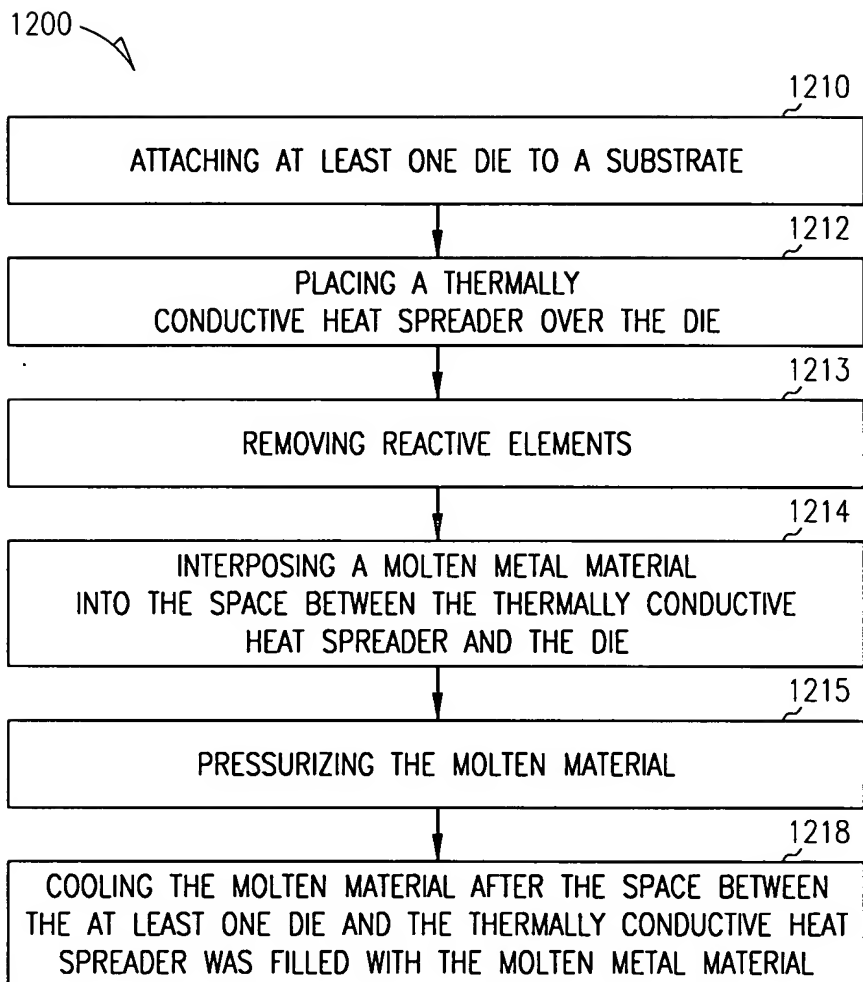 1200
1210
ATTACHING AT LEAST ONE DIE TO A SUBSTRATE
1212
PLACING A THERMALLY
CONDUCTIVE HEAT SPREADER OVER THE DIE
1213
REMOVING REACTIVE ELEMENTS
1214
INTERPOSING A MOLTEN METAL MATERIAL
INTO THE SPACE BETWEEN THE THERMALLY CONDUCTIVE
HEAT SPREADER AND THE DIE
1215
PRESSURIZING THE MOLTEN MATERIAL
1218
COOLING THE MOLTEN MATERIAL AFTER THE SPACE BETWEEN
THE AT LEAST ONE DIE AND THE THERMALLY CONDUCTIVE HEAT
SPREADER WAS FILLED WITH THE MOLTEN METAL MATERIAL